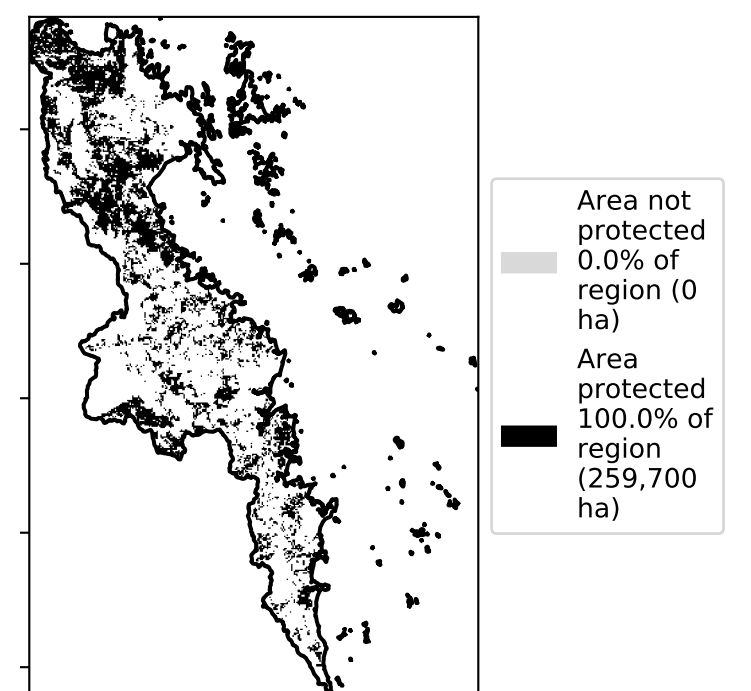 Area not
protected
0.0% of
region (0
ha)
Area
protected
100.0% of
region
(259,700
ha)